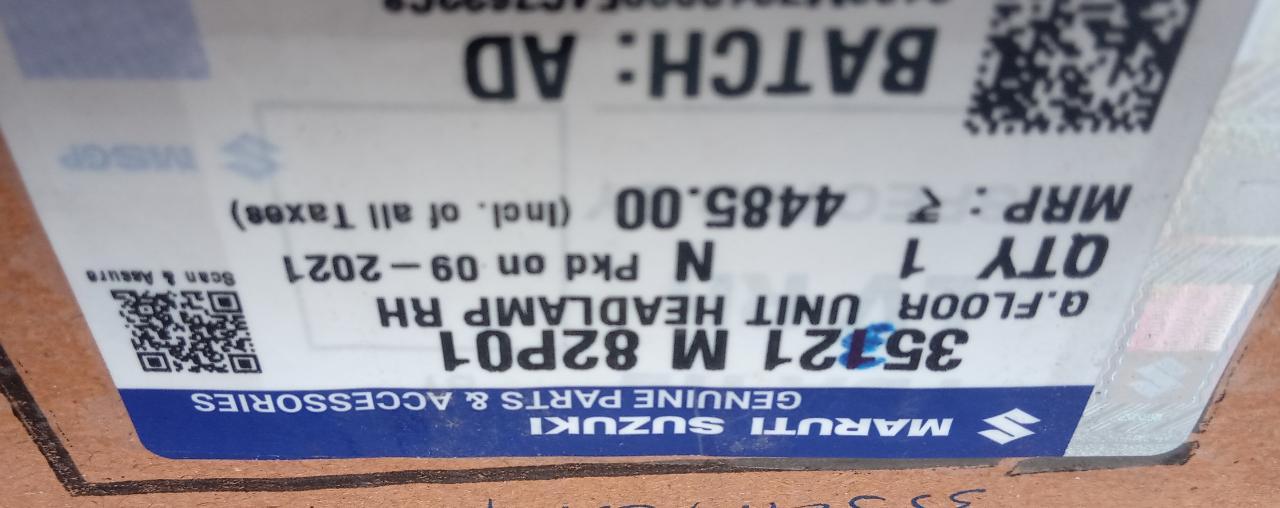 MARUTI SUZUKI
GENUINE PARTS & ACCESSORIES
35121 M 82P01
G.FLOOR UNIT HEADLAMP RH
QTY 1 N Pkd on 09-2021
Scan & Assure
MRP : ₹ 4485.00 (Incl. of all Taxes)
MSGP
BATCH: AD